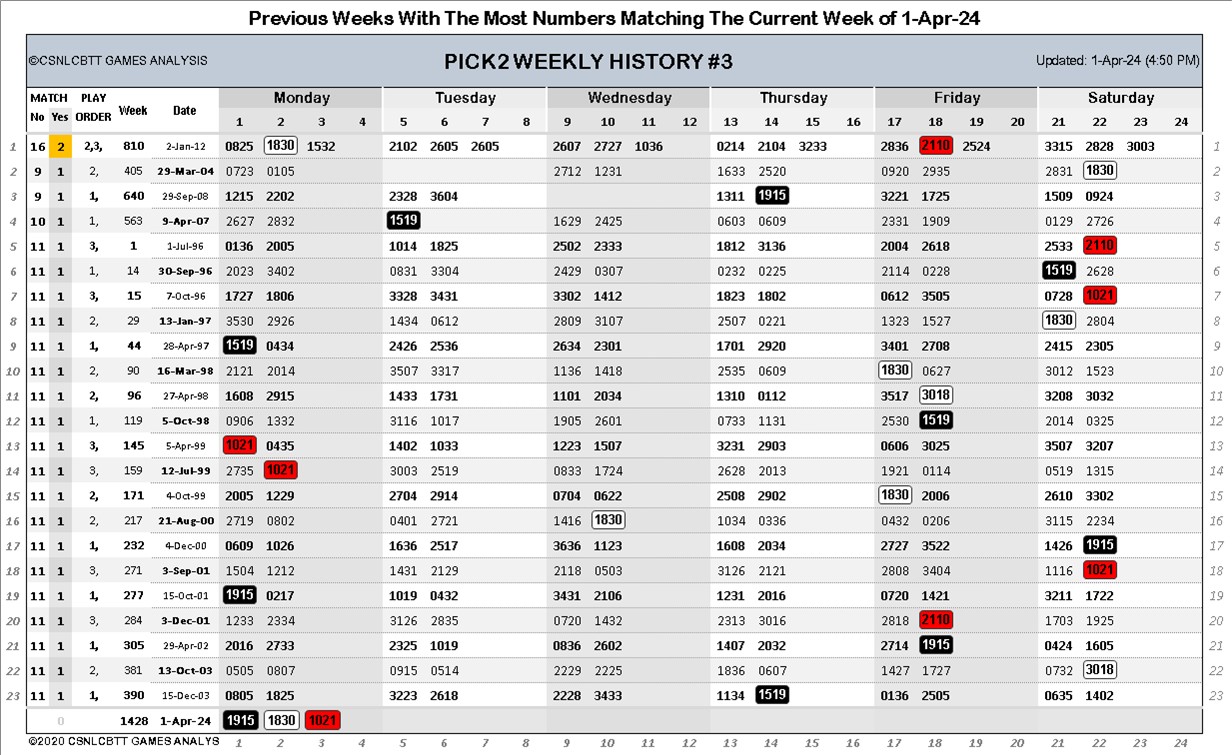 Previous Weeks With The Most Numbers Matching The Current Week of 1-Apr-24
©CSNLCBTT GAMES ANALYSIS PICK2 WEEKLY HISTORY #3 Updated: 1-Apr-24 (4:50 PM)
MATCH PLAY Week Date Monday Tuesday Wednesday Thursday Friday Saturday
No Yes ORDER 1 2 3 4 5 6 7 8 9 10 11 12 13 14 15 16 17 18 19 20 21 22 23 24
1 16 2 2,3, 810 2-Jan-12 0825 1830 1532 2102 2605 2605 2607 2727 1036 0214 2104 3233 2836 2110 2524 3315 2828 3003 1
2 9 1 2, 405 29-Mar-04 0723 0105 2712 1231 1633 2520 0920 2935 2831 1830 2
3 9 1 1, 640 29-Sep-08 1215 2202 2328 3604 1311 1915 3221 1725 1509 0924 3
4 10 1 1, 563 9-Apr-07 2627 2832 1519 1629 2425 0603 0609 2331 1909 0129 2726 4
5 11 1 3, 1 1-Jul-96 0136 2005 1014 1825 2502 2333 1812 3136 2004 2618 2533 2110 5
6 11 1 1, 14 30-Sep-96 2023 3402 0831 3304 2429 0307 0232 0225 2114 0228 1519 2628 6
7 11 1 3, 15 7-Oct-96 1727 1806 3328 3431 3302 1412 1823 1802 0612 3505 0728 1021 7
8 11 1 2, 29 13-Jan-97 3530 2926 1434 0612 2809 3107 2507 0221 1323 1527 1830 2804 8
9 11 1 1, 44 28-Apr-97 1519 0434 2426 2536 2634 2301 1701 2920 3401 2708 2415 2305 9
10 11 1 2, 90 16-Mar-98 2121 2014 3507 3317 1136 1418 2535 0609 1830 0627 3012 1523 10
11 11 1 2, 96 27-Apr-98 1608 2915 1433 1731 1101 2034 1310 0112 3517 3018 3208 3032 11
12 11 1 1, 119 5-Oct-98 0906 1332 3116 1017 1905 2601 0733 1131 2530 1519 2014 0325 12
13 11 1 3, 145 5-Apr-99 1021 0435 1402 1033 1223 1507 3231 2903 0606 3025 3507 3207 13
14 11 1 3, 159 12-Jul-99 2735 1021 3003 2519 0833 1724 2628 2013 1921 0114 0519 1315 14
15 11 1 2, 171 4-Oct-99 2005 1229 2704 2914 0704 0622 2508 2902 1830 2006 2610 3302 15
16 11 1 2, 217 21-Aug-00 2719 0802 0401 2721 1416 1830 1034 0336 0432 0206 3115 2234 16
17 11 1 1, 232 4-Dec-00 0609 1026 1636 2517 3636 1123 1608 2034 2727 3522 1426 1915 17
18 11 1 3, 271 3-Sep-01 1504 1212 1431 2129 2118 0503 3126 2121 2808 3404 1116 1021 18
19 11 1 1, 277 15-Oct-01 1915 0217 1019 0432 3431 2106 1231 2016 0720 1421 3211 1722 19
20 11 1 3, 284 3-Dec-01 1233 2334 3126 2835 0720 1432 2313 3016 2818 2110 1703 1925 20
21 11 1 1, 305 29-Apr-02 2016 2733 2325 1019 0836 2602 1407 2032 2714 1915 0424 1605 21
22 11 1 2, 381 13-Oct-03 0505 0807 0915 0514 2229 2225 1836 0607 1427 1727 0732 3018 22
23 11 1 1, 390 15-Dec-03 0805 1825 3223 2618 2228 3433 1134 1519 0136 2505 0635 1402 23
0 1428 1-Apr-24 1915 1830 1021
©2020 CSNLCBTT GAMES ANALYS 1 2 3 4 5 6 7 8 9 10 11 12 13 14 15 16 17 18 19 20 21 22 23 24